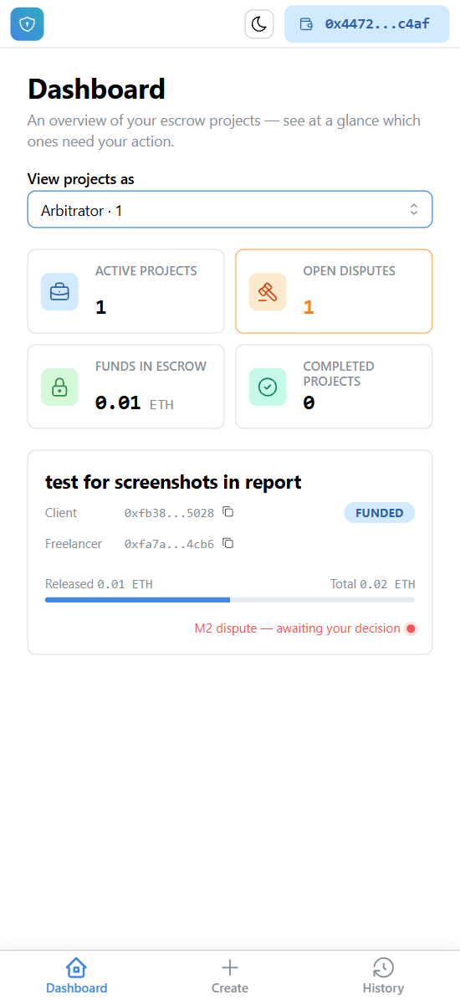 0x4472...c4af
Dashboard
An overview of your escrow projects — see at a glance which
ones need your action.
View projects as
Arbitrator · 1
ACTIVE PROJECTS
1
OPEN DISPUTES
1
FUNDS IN ESCROW
0.01 ETH
COMPLETED
PROJECTS
0
test for screenshots in report
Client 0xfb38...5028 FUNDED
Freelancer 0xfa7a...4cb6
Released 0.01 ETH Total 0.02 ETH
M2 dispute — awaiting your decision
Dashboard Create History